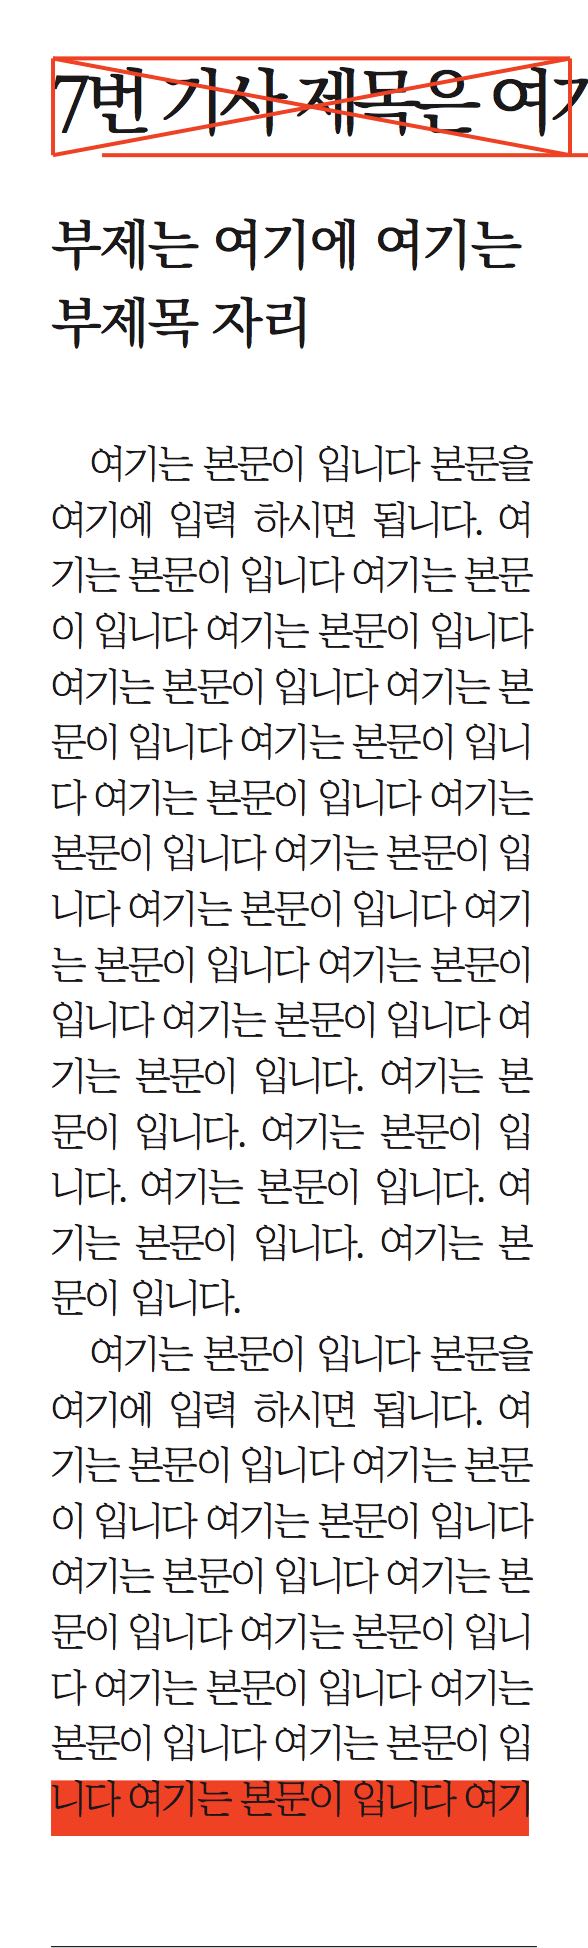 7번 기사 제목은 여기
부제는 여기에 여기는
부제목 자리
여기는 본문이 입니다 본문을
여기에 입력 하시면 됩니다. 여
기는 본문이 입니다 여기는 본문
이 입니다 여기는 본문이 입니다
여기는 본문이 입니다 여기는 본
문이 입니다 여기는 본문이 입니
다 여기는 본문이 입니다 여기는
본문이 입니다 여기는 본문이 입
니다 여기는 본문이 입니다 여기
는 본문이 입니다 여기는 본문이
입니다 여기는 본문이 입니다 여
기는 본문이 입니다. 여기는 본
문이 입니다. 여기는 본문이 입
니다. 여기는 본문이 입니다. 여
기는 본문이 입니다. 여기는 본
문이 입니다.
여기는 본문이 입니다 본문을
여기에 입력 하시면 됩니다. 여
기는 본문이 입니다 여기는 본문
이 입니다 여기는 본문이 입니다
여기는 본문이 입니다 여기는 본
문이 입니다 여기는 본문이 입니
다 여기는 본문이 입니다 여기는
본문이 입니다 여기는 본문이 입
니다 여기는 본문이 입니다 여기